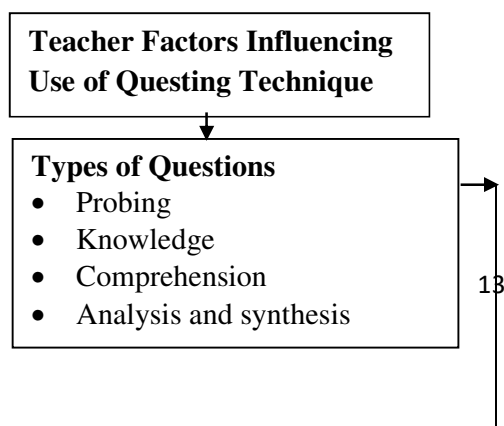 Teacher Factors Influencing
Use of Questing Technique
Types of Questions
• Probing
• Knowledge
• Comprehension
• Analysis and synthesis
13